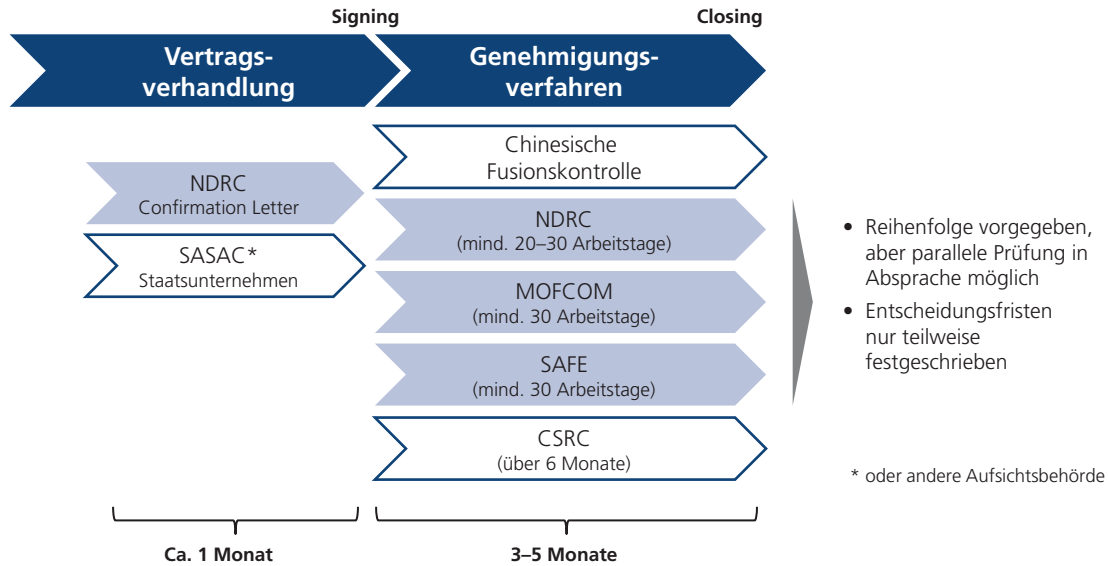 Signing
Closing
Vertrags-
verhandlung
Genehmigungs-
verfahren
Chinesische
Fusionskontrolle
NDRC
Confirmation Letter
NDRC
(mind. 20–30 Arbeitstage)
SASAC*
Staatsunternehmen
MOFCOM
(mind. 30 Arbeitstage)
SAFE
(mind. 30 Arbeitstage)
CSRC
(über 6 Monate)
• Reihenfolge vorgegeben,
aber parallele Prüfung in
Absprache möglich
• Entscheidungsfristen
nur teilweise
festgeschrieben
* oder andere Aufsichtsbehörde
Ca. 1 Monat
3–5 Monate